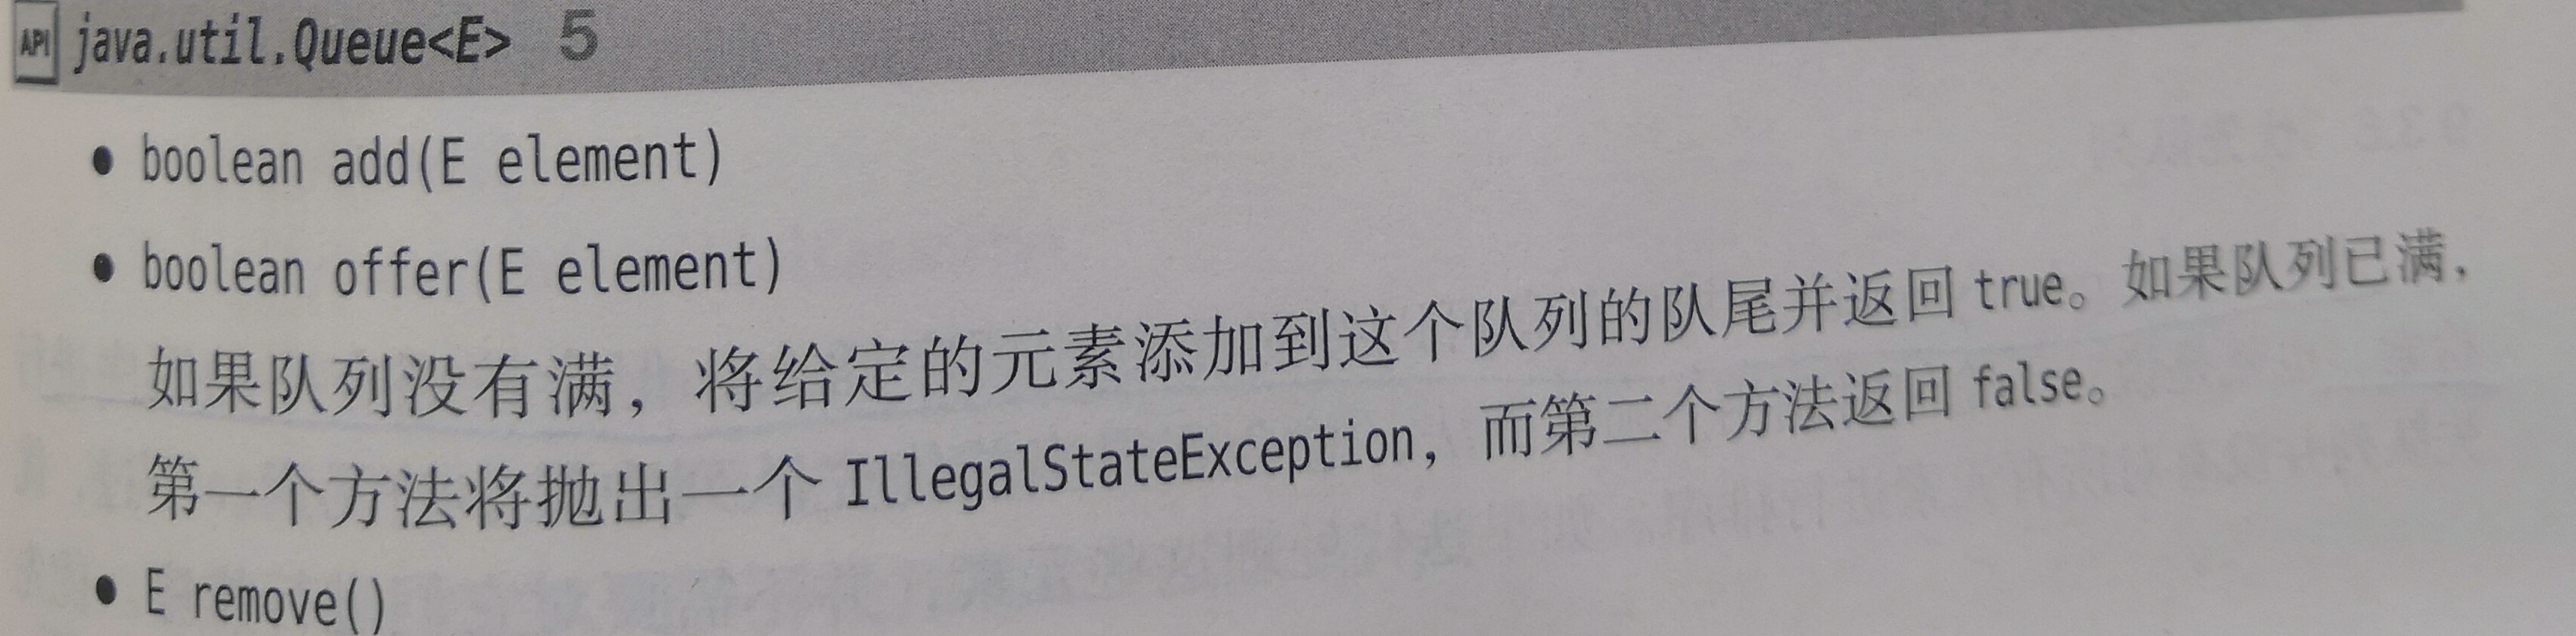 API java.util.Queue<E> 5
• boolean add(E element)
• boolean offer(E element)
如果队列没有满，将给定的元素添加到这个队列的队尾并返回 true。如果队列已满，
第一个方法将抛出一个 IllegalStateException，而第二个方法返回 false。
• E remove()